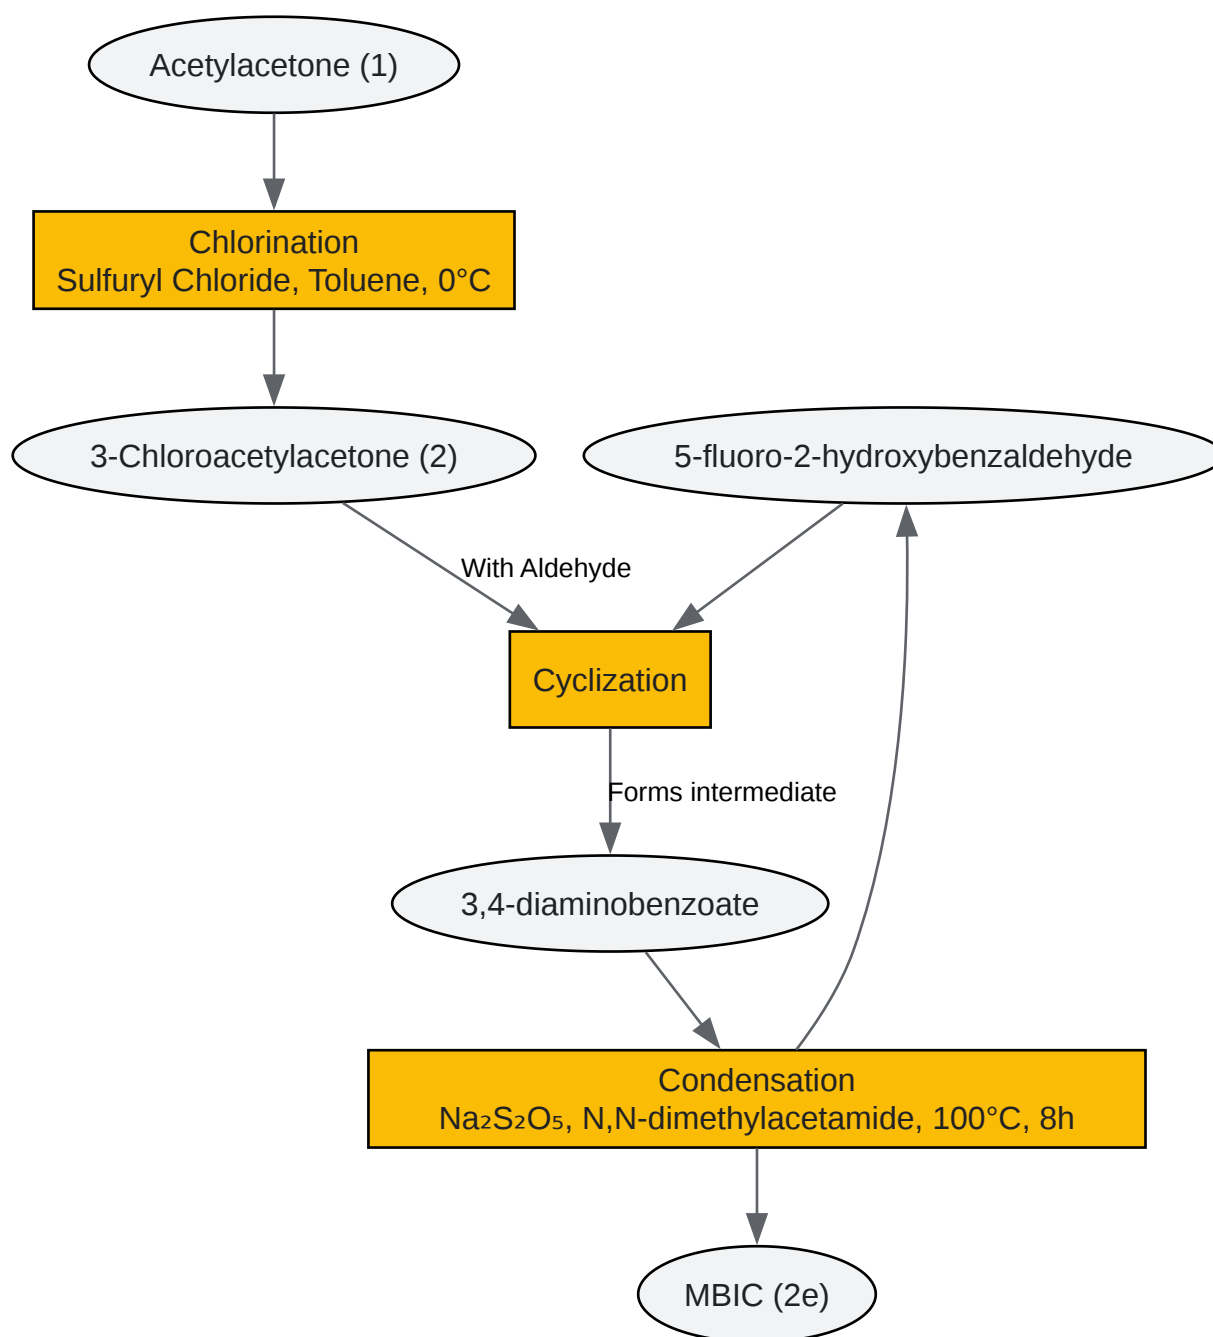 Acetylacetone (1)
Chlorination
Sulfuryl Chloride, Toluene, 0°C
3-Chloroacetylacetone (2)
5-fluoro-2-hydroxybenzaldehyde
With Aldehyde
Cyclization
Forms intermediate
3,4-diaminobenzoate
Condensation
Na₂S₂O₅, N,N-dimethylacetamide, 100°C, 8h
MBIC (2e)